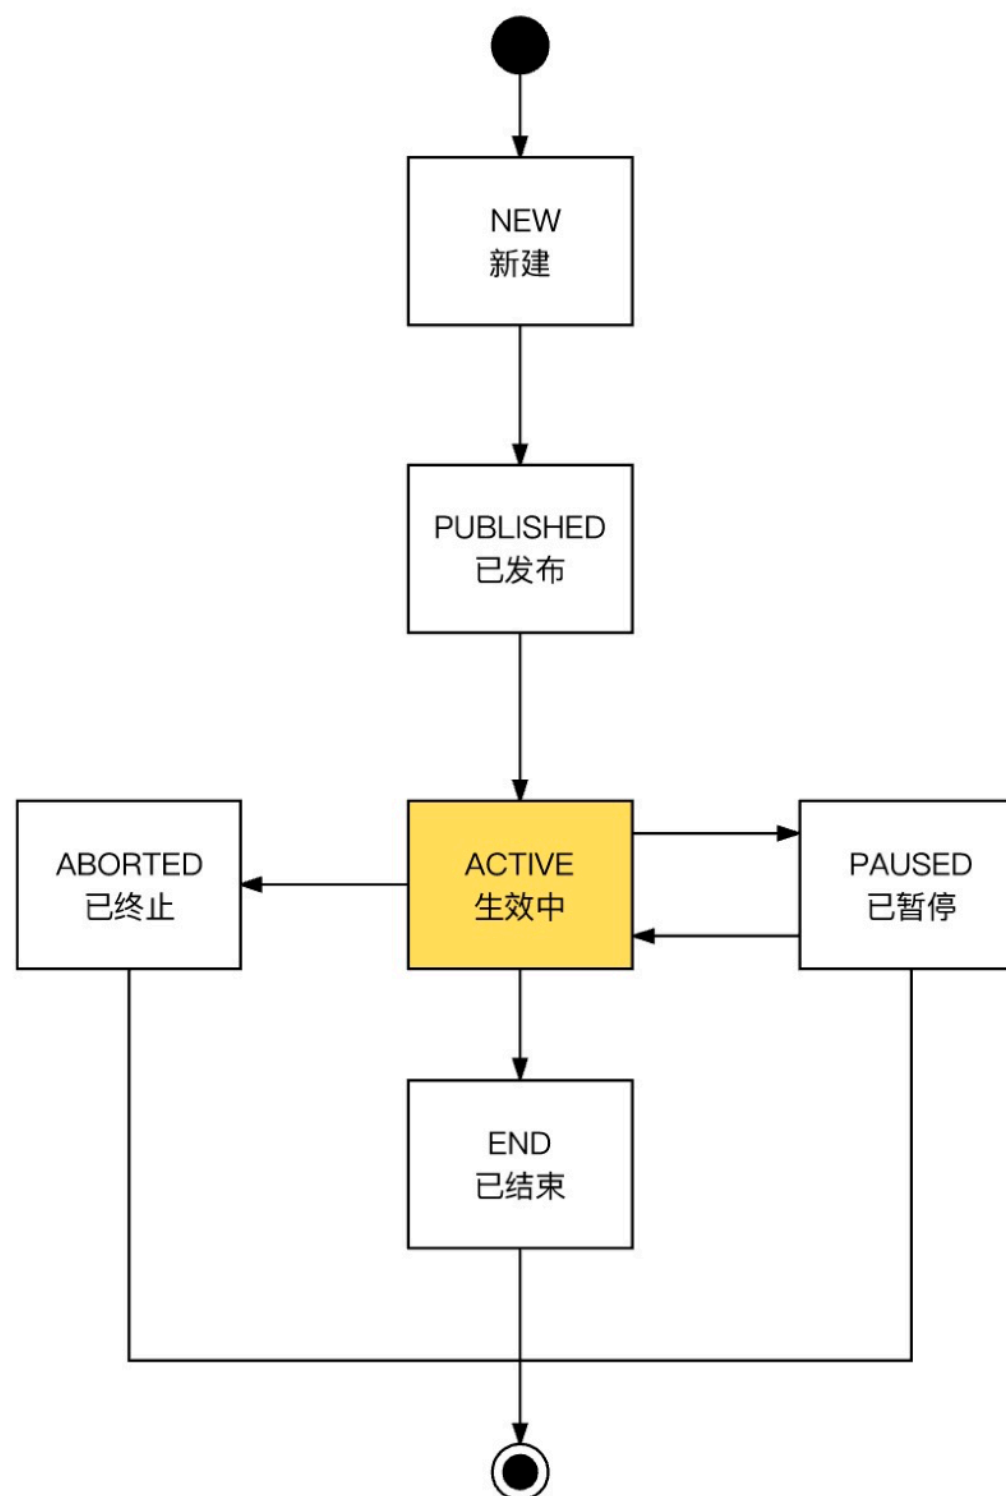 NEW
新建
PUBLISHED
已发布
ABORTED
已终止
ACTIVE
生效中
PAUSED
已暂停
END
已结束